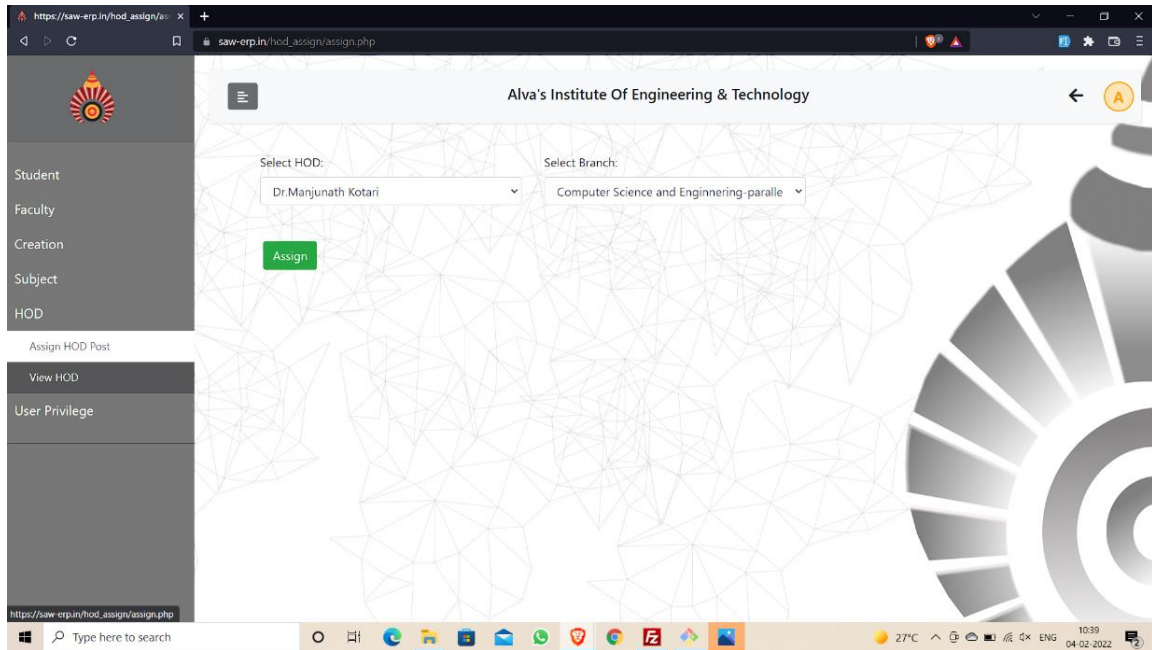 https://saw-erp.in/hod_assign/as
saw-erp.in/hod_assign/assign.php
Alva's Institute Of Engineering & Technology
A
Student
Faculty
Creation
Subject
HOD
Assign HOD Post
View HOD
User Privilege
Select HOD:
Select Branch:
Dr.Manjunath Kotari
Computer Science and Enginnering-paralle
Assign
https://saw-erp.in/hod_assign/assign.php
Type here to search
27°C
ENG
10:39
04-02-2022